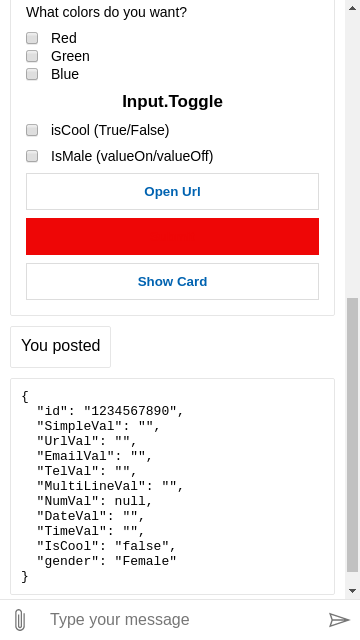 What colors do you want?
Red
Green
Blue
Input.Toggle
isCool (True/False)
IsMale (valueOn/valueOff)
Open Url
Show Card
You posted
{
"id": "1234567890",
"SimpleVal": "",
"UrlVal": "",
"EmailVal": "",
"TelVal": "",
"MultiLineVal": "",
"NumVal": null,
"DateVal": "",
"TimeVal": "",
"IsCool": "false",
"gender": "Female"
}
Type your message